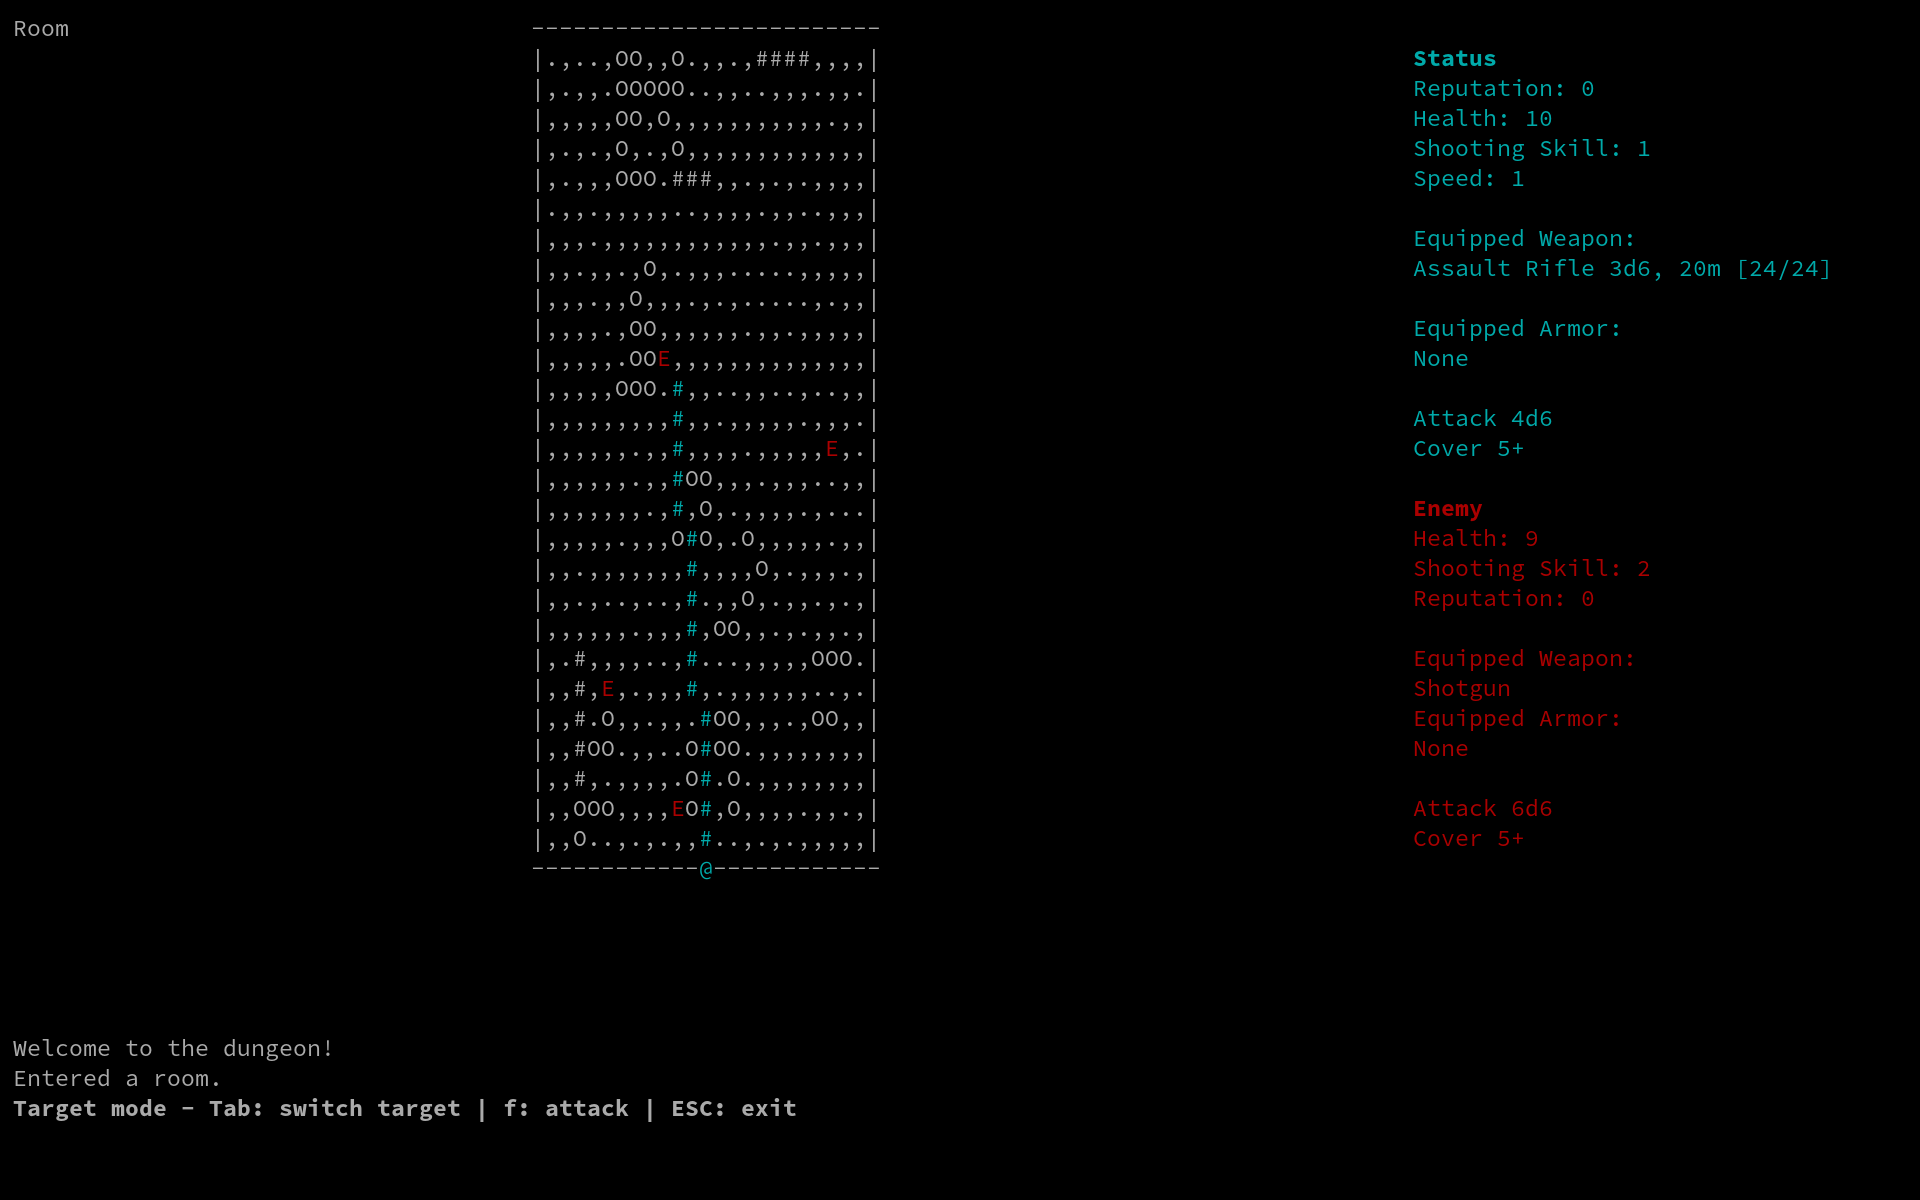 Room
------------------------
|.,..,OO,,O.,,.,####,,,,|
|,.,,.OOOOO..,,..,,,.,,.|
|,,,,,OO,O,,,,,,,,,,,.,,|
|,.,.,O,.,O,,,,,,,,,,,,,|
|,.,,,OOO.###,,.,.,.,,,,|
|.,,.,,,,,..,,,,.,,..,,,|
|,,,.,,,,,,,,,,,,.,.,,,,|
|,,.,.,,O,.,,,,.,..,,,,,|
|,,,.,,O,,,,.,.,..,.,.,,|
|,,,,.,OO,,,,,.,,.,,,.,,|
|,,,,,.OOE,,,,,,,,,,,,,,|
|,,,,,OOO.#,,..,,..,..,,|
|,,,,,,,,,#,,.,,,..,.,,.|
|,,,,,.,.,#,,,,.,,,,,E,.|
|,,,,,,.,,#OO,,,.,,,..,,|
|,,,,,,,.,#,O,.,,,,.,...|
|,,,,,.,,,O#O,.O,,,,,.,,|
|,,.,,,,,,,#,,,,O,.,,,.,|
|,,.,..,.,,#.,,O,.,,.,.,|
|,,,,,,.,,,#,OO,,.,.,,.,|
|,.#,,,,.,,#...,,,,,OOO.|
|,,#,E,.,,,#,.,,,,,,..,.|
|,,#.O,,,.,.#OO,,,,.,OO,,|
|,,#OO.,,..O#OO.,,,,,,,,|
|,,#,.,,,,.O#.O.,,,,,,,,|
|,,OOO,,,,EO#,O,,,,.,,.,|
|,,O..,.,.,,#..,.,.,,,,,|
------------@------------
Status
Reputation: 0
Health: 10
Shooting Skill: 1
Speed: 1
Equipped Weapon:
Assault Rifle 3d6, 20m [24/24]
Equipped Armor:
None
Attack 4d6
Cover 5+
Enemy
Health: 9
Shooting Skill: 2
Reputation: 0
Equipped Weapon:
Shotgun
Equipped Armor:
None
Attack 6d6
Cover 5+
Welcome to the dungeon!
Entered a room.
Target mode - Tab: switch target | f: attack | ESC: exit